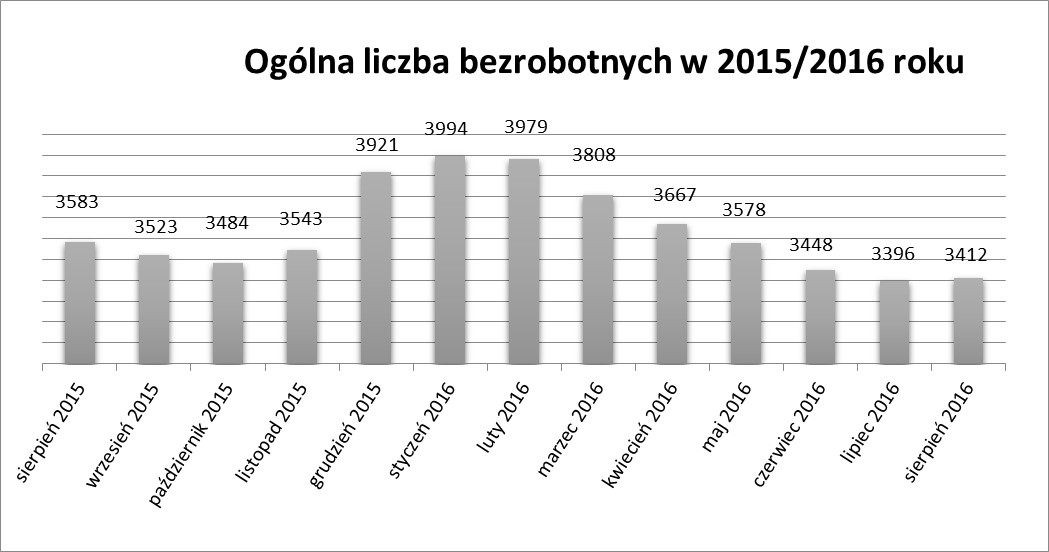 Ogólna liczba bezrobotnych w 2015/2016 roku
3583
3523
3484
3543
3921
3994
3979
3808
3667
3578
3448
3396
3412
sierpień 2015
wrzesień 2015
październik 2015
listopad 2015
grudzień 2015
styczeń 2016
luty 2016
marzec 2016
kwiecień 2016
maj 2016
czerwiec 2016
lipiec 2016
sierpień 2016